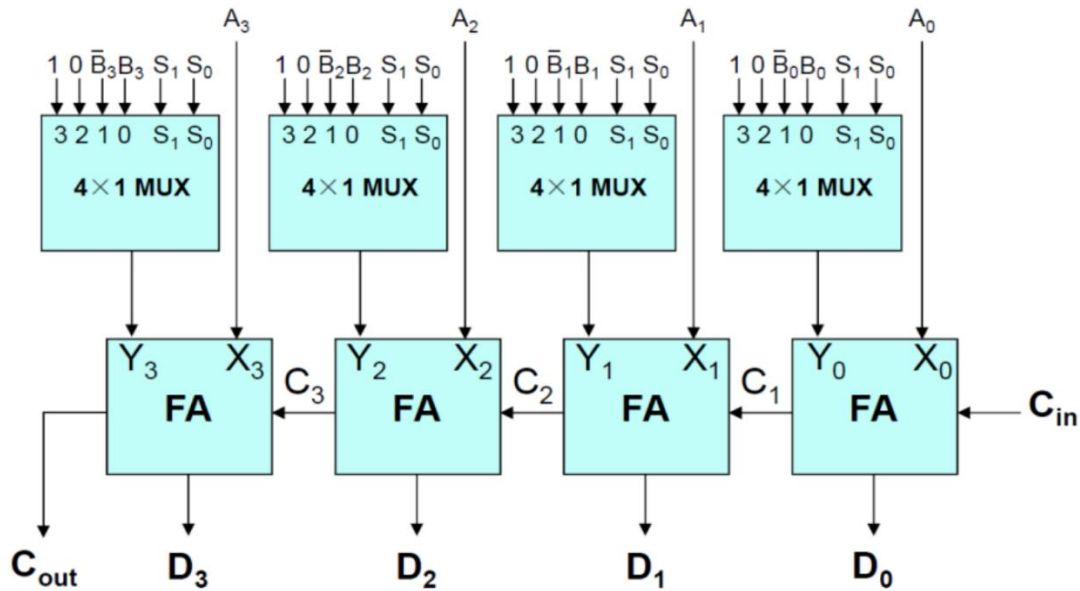 A₃ A₂ A₁ A₀
1 0 B̅₃ B₃ S₁ S₀ 1 0 B̅₂ B₂ S₁ S₀ 1 0 B̅₁ B₁ S₁ S₀ 1 0 B̅₀ B₀ S₁ S₀
3 2 1 0 S₁ S₀ 3 2 1 0 S₁ S₀ 3 2 1 0 S₁ S₀ 3 2 1 0 S₁ S₀
4×1 MUX 4×1 MUX 4×1 MUX 4×1 MUX
Y₃ X₃ Y₂ X₂ Y₁ X₁ Y₀ X₀
C₃ C₂ C₁
FA FA FA FA Cᵢₙ
Cₒᵤₜ D₃ D₂ D₁ D₀